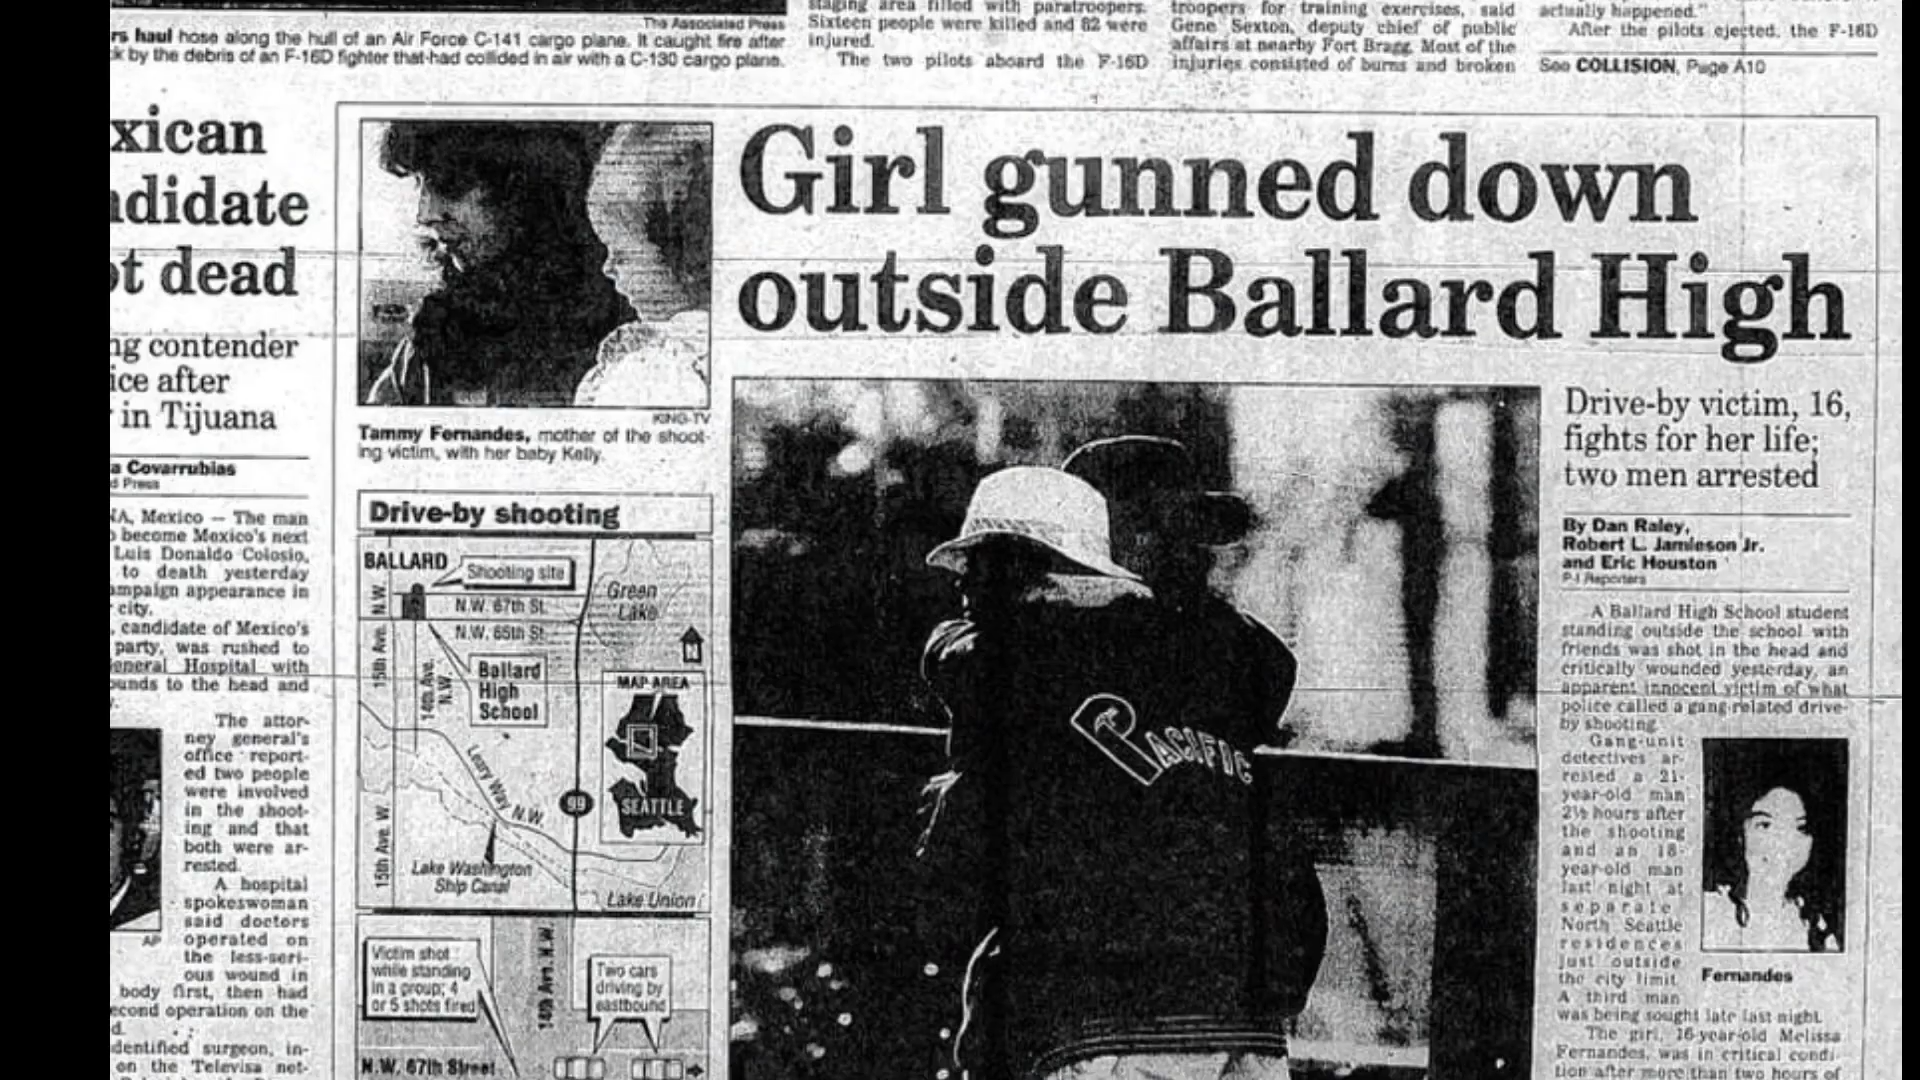 The Associated Press
rs haul hose along the hull of an Air Force C-141 cargo plane. It caught fire after
k by the debris of an F-16D fighter that had collided in air with a C-130 cargo plane.
staging area filled with paratroopers.
Sixteen people were killed and 82 were
injured.
The two pilots aboard the F-16D
troopers for training exercises, said
Gene Sexton, deputy chief of public
affairs at nearby Fort Bragg. Most of the
injuries consisted of burns and broken
actually happened."
After the pilots ejected, the F-16D
See COLLISION, Page A10
xican
ndidate
ot dead
ng contender
ice after
in Tijuana
a Covarrubias
d Press
NA, Mexico — The man
o become Mexico's next
Luis Donaldo Colosio,
to death yesterday
ampaign appearance in
city.
, candidate of Mexico's
party, was rushed to
eneral Hospital with
ounds to the head and
The attor-
ney general's
office report-
ed two people
were involved
in the shoot-
ing and that
both were ar-
rested.
A hospital
spokeswoman
said doctors
operated on
the less-seri-
ous wound in
AP
body first, then had
econd operation on the
d.
dentified surgeon, in-
on the Televisa net-
KING-TV
Tammy Fernandes, mother of the shoot-
ing victim, with her baby Kelly.
Drive-by shooting
BALLARD
Shooting site
N.W.
N.W. 67th St.
Green
Lake
N.W. 65th St.
15th Ave.
14th Ave.
N.W.
N
Ballard
High
School
MAP AREA
Leary Way N.W.
99
SEATTLE
15th Ave. W.
Lake Washington
Ship Canal
Lake Union
Victim shot
while standing
in a group; 4
or 5 shots fired
14th Ave. N.W.
Two cars
driving by
eastbound
N.W. 67th Street
Girl gunned down
outside Ballard High
PACIFIC
Drive-by victim, 16,
fights for her life;
two men arrested
By Dan Raley,
Robert L. Jamieson Jr.
and Eric Houston
P-I Reporters
A Ballard High School student
standing outside the school with
friends was shot in the head and
critically wounded yesterday, an
apparent innocent victim of what
police called a gang-related drive-
by shooting.
Gang-unit
detectives ar-
rested a 21-
year-old man
2½ hours after
the shooting
and an 18-
year-old man
last night at
separate
North Seattle
residences
just outside
the city limit.
A third man
was being sought late last night.
Fernandes
The girl, 16-year-old Melissa
Fernandes, was in critical condi-
tion after more than two hours of